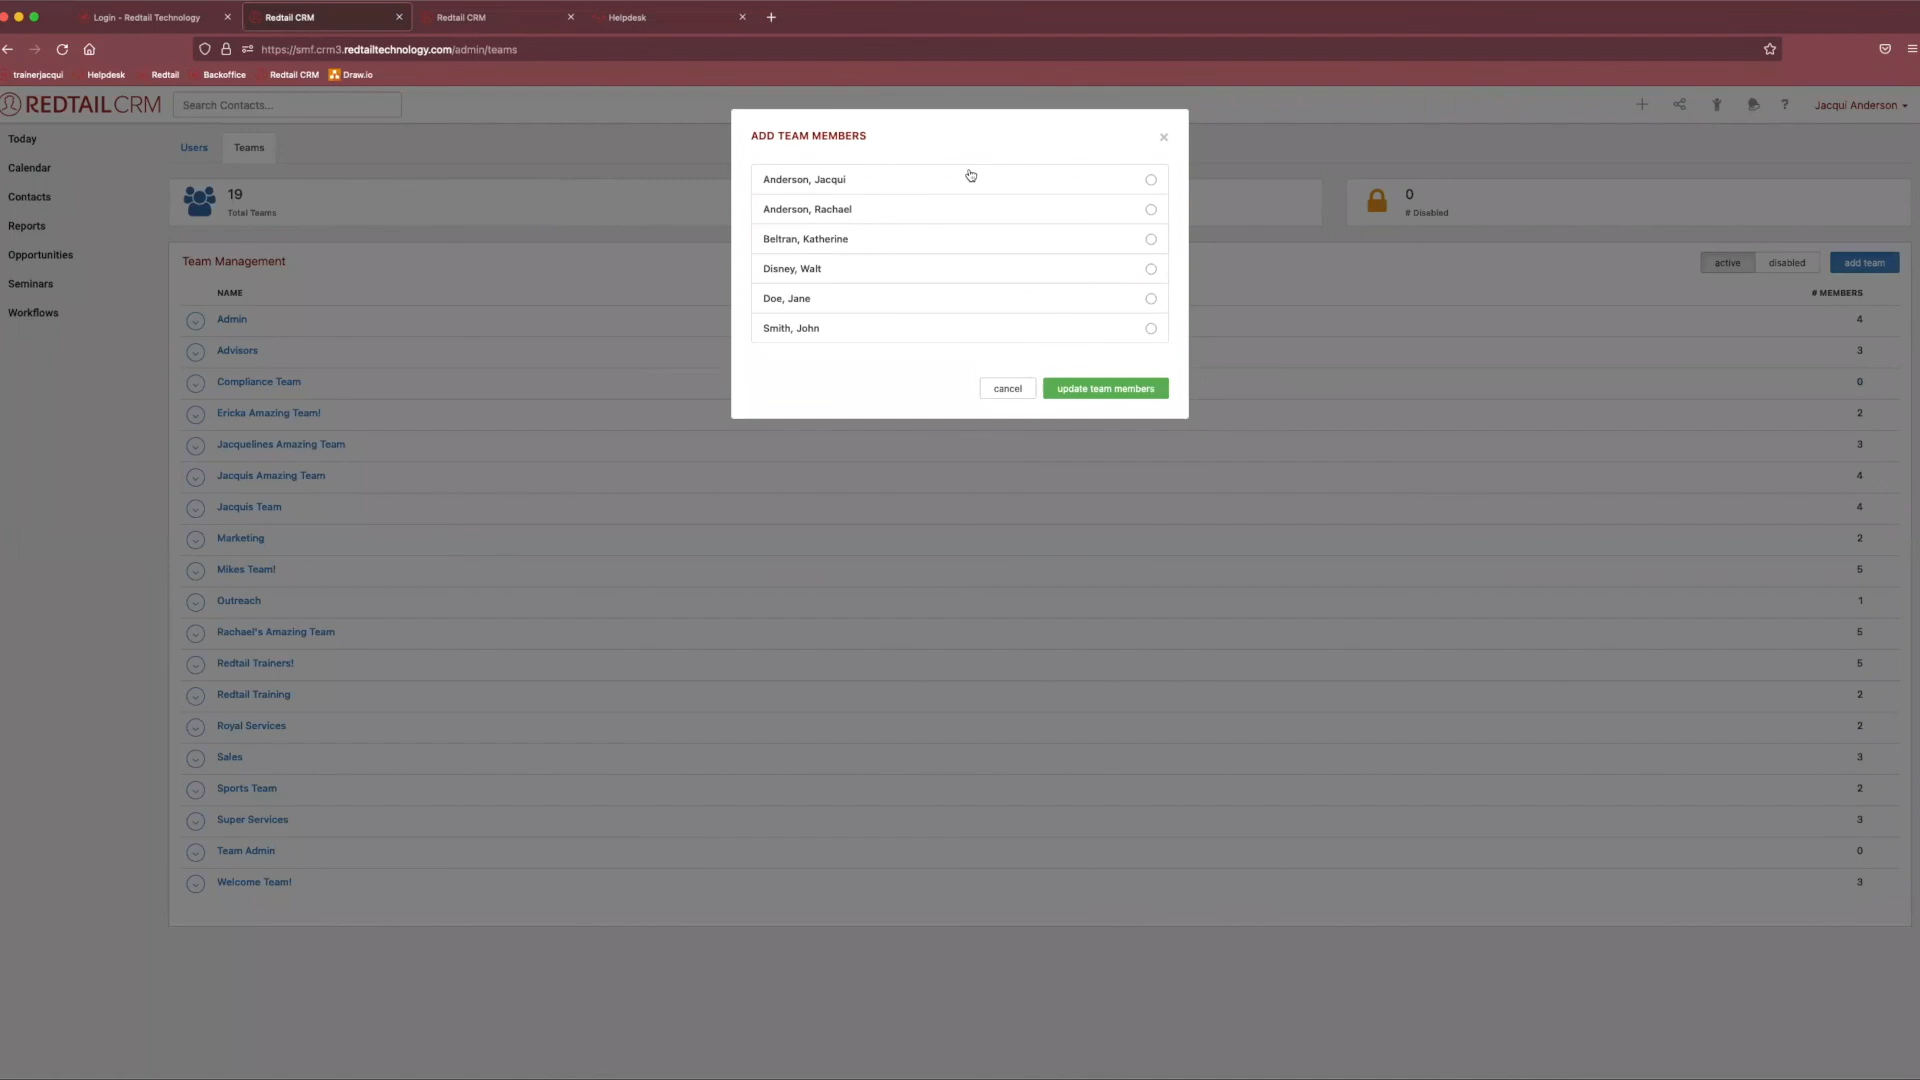 Login - Redtail Technology
Redtail CRM
Redtail CRM
Helpdesk
https://smf.crm3.redtailtechnology.com/admin/teams
trainerjacqui
Helpdesk
Redtail
Backoffice
Redtail CRM
Draw.io
REDTAILCRM
Search Contacts...
?
Jacqui Anderson
Today
Calendar
Contacts
Reports
Opportunities
Seminars
Workflows
Users
Teams
19
Total Teams
0
# Disabled
Team Management
active
disabled
add team
NAME
# MEMBERS
Admin 4
Advisors 3
Compliance Team 0
Ericka Amazing Team! 2
Jacquelines Amazing Team 3
Jacquis Amazing Team 4
Jacquis Team 4
Marketing 2
Mikes Team! 5
Outreach 1
Rachael's Amazing Team 5
Redtail Trainers! 5
Redtail Training 2
Royal Services 2
Sales 3
Sports Team 2
Super Services 3
Team Admin 0
Welcome Team! 3
ADD TEAM MEMBERS
Anderson, Jacqui
Anderson, Rachael
Beltran, Katherine
Disney, Walt
Doe, Jane
Smith, John
cancel
update team members